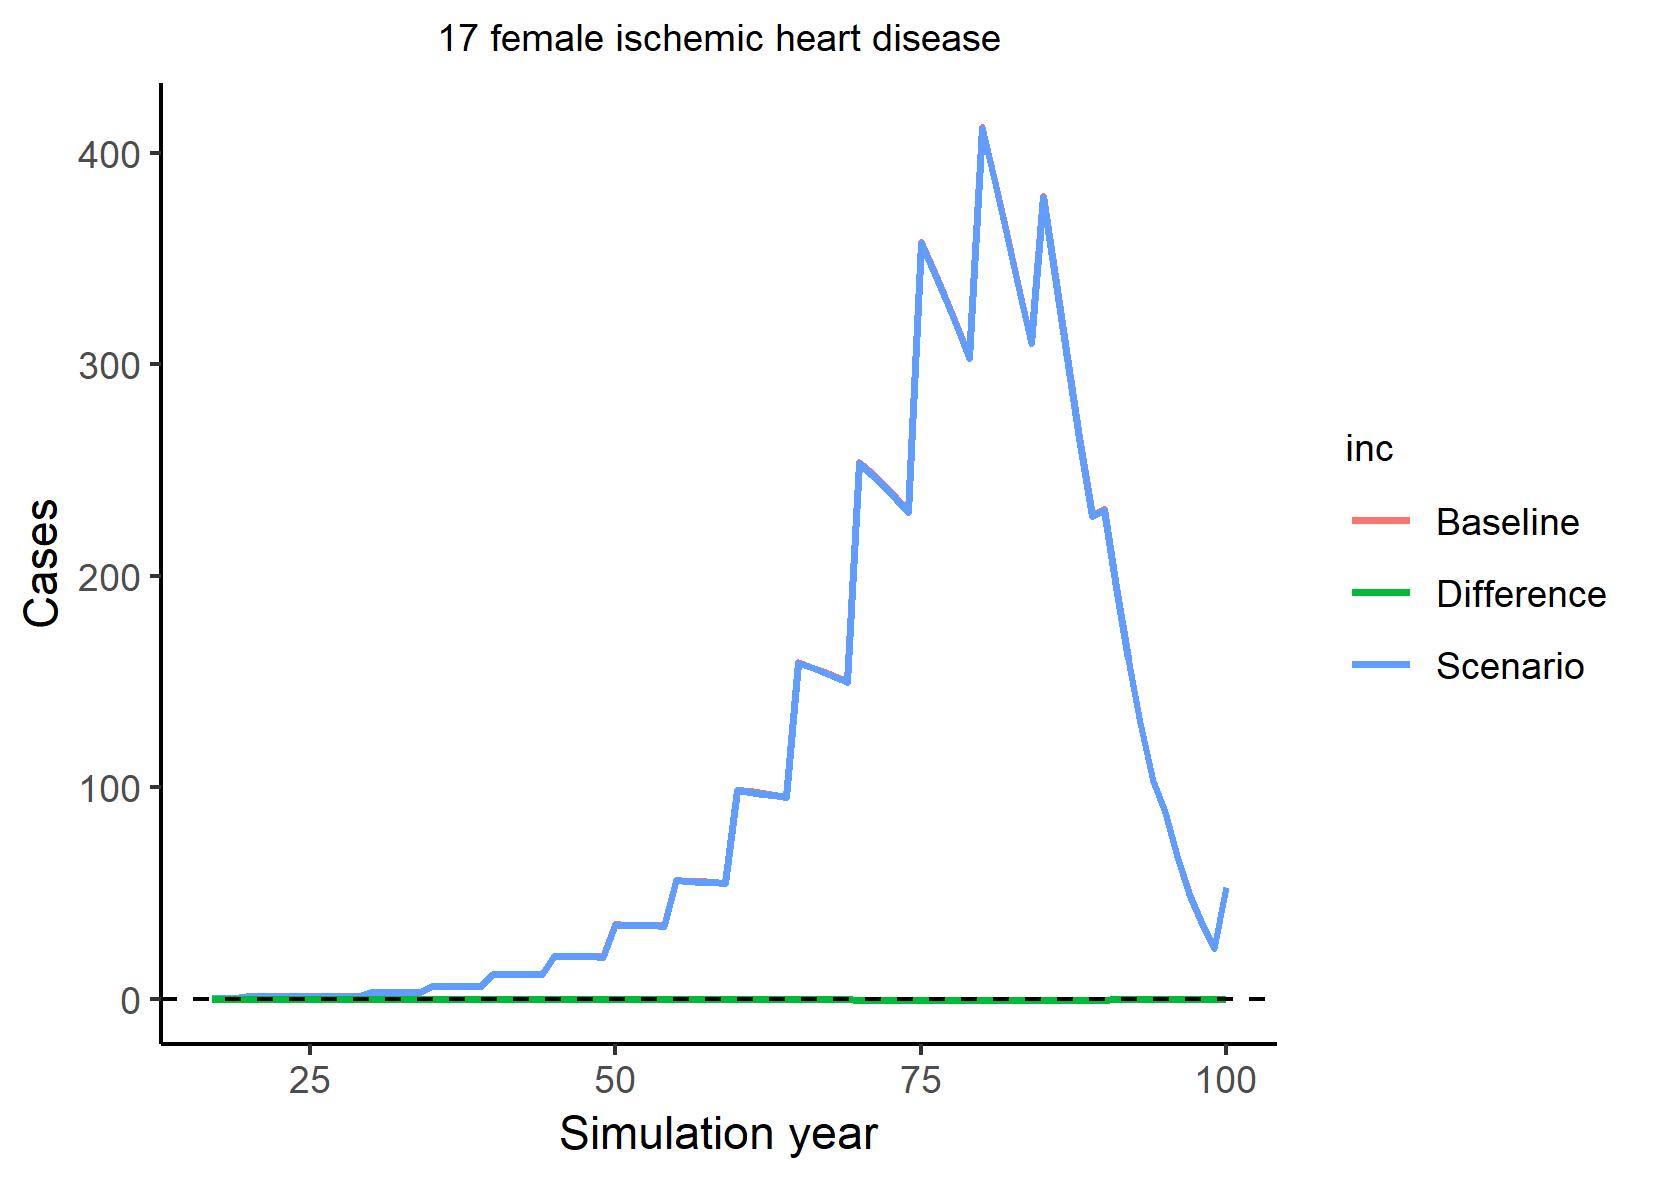 17 female ischemic heart disease
Cases
400
300
200
100
0
25 50 75 100
Simulation year
inc
Baseline
Difference
Scenario